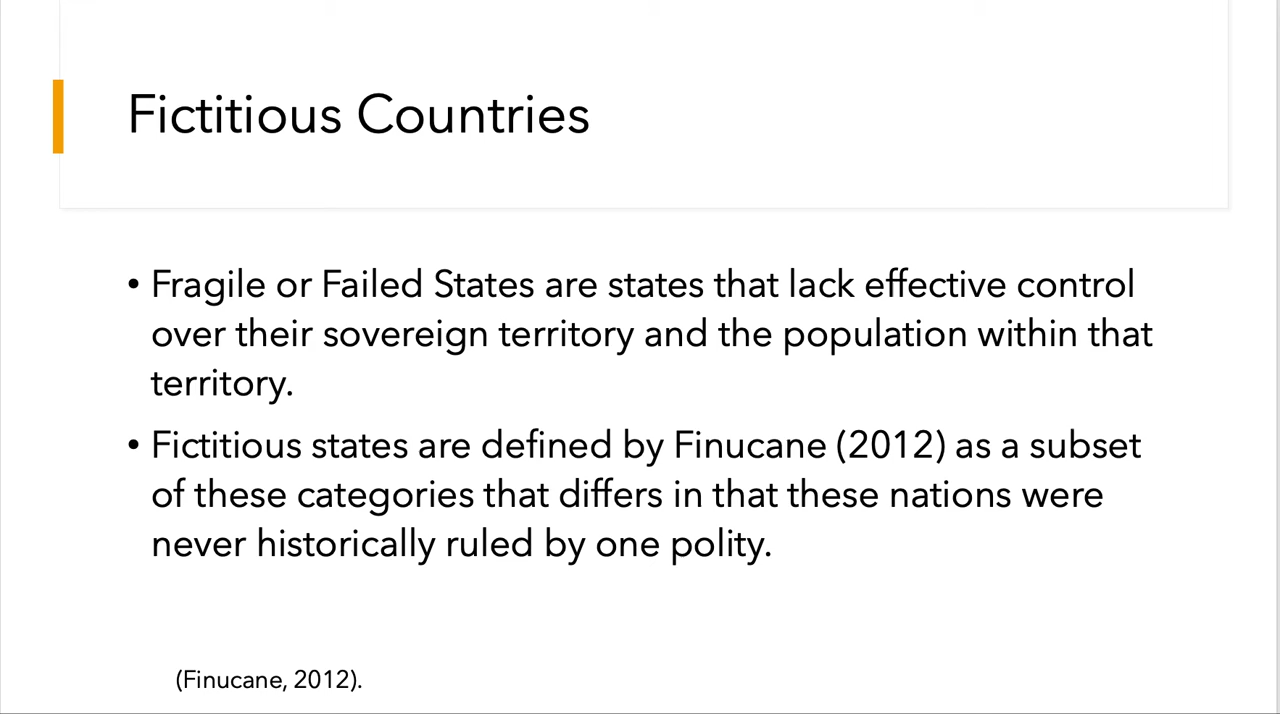 Fictitious Countries
• Fragile or Failed States are states that lack effective control
over their sovereign territory and the population within that
territory.
• Fictitious states are defined by Finucane (2012) as a subset
of these categories that differs in that these nations were
never historically ruled by one polity.
(Finucane, 2012).